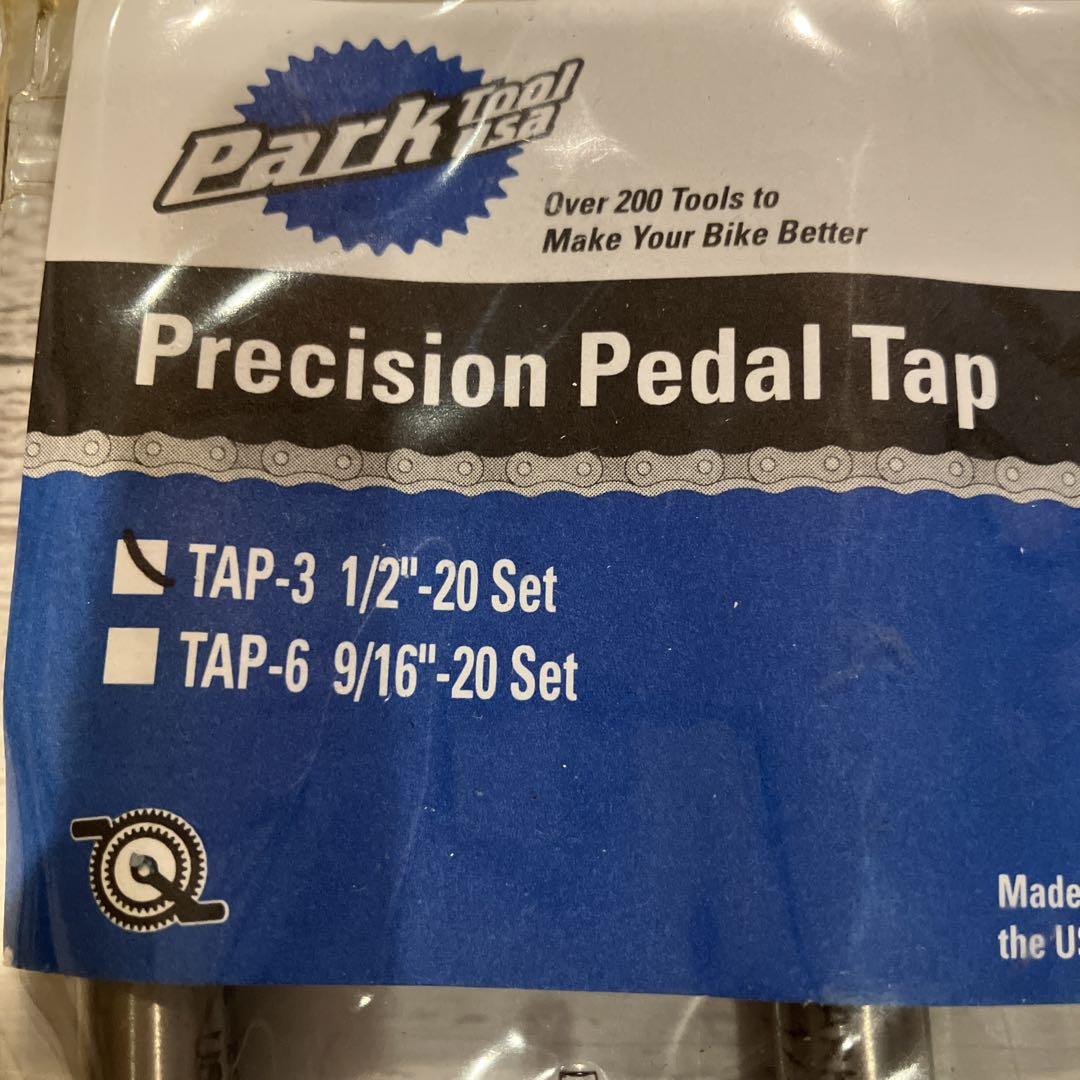 Park Tool
USA
Over 200 Tools to
Make Your Bike Better
Precision Pedal Tap
TAP-3 1/2"-20 Set
TAP-6 9/16"-20 Set
Made
the US